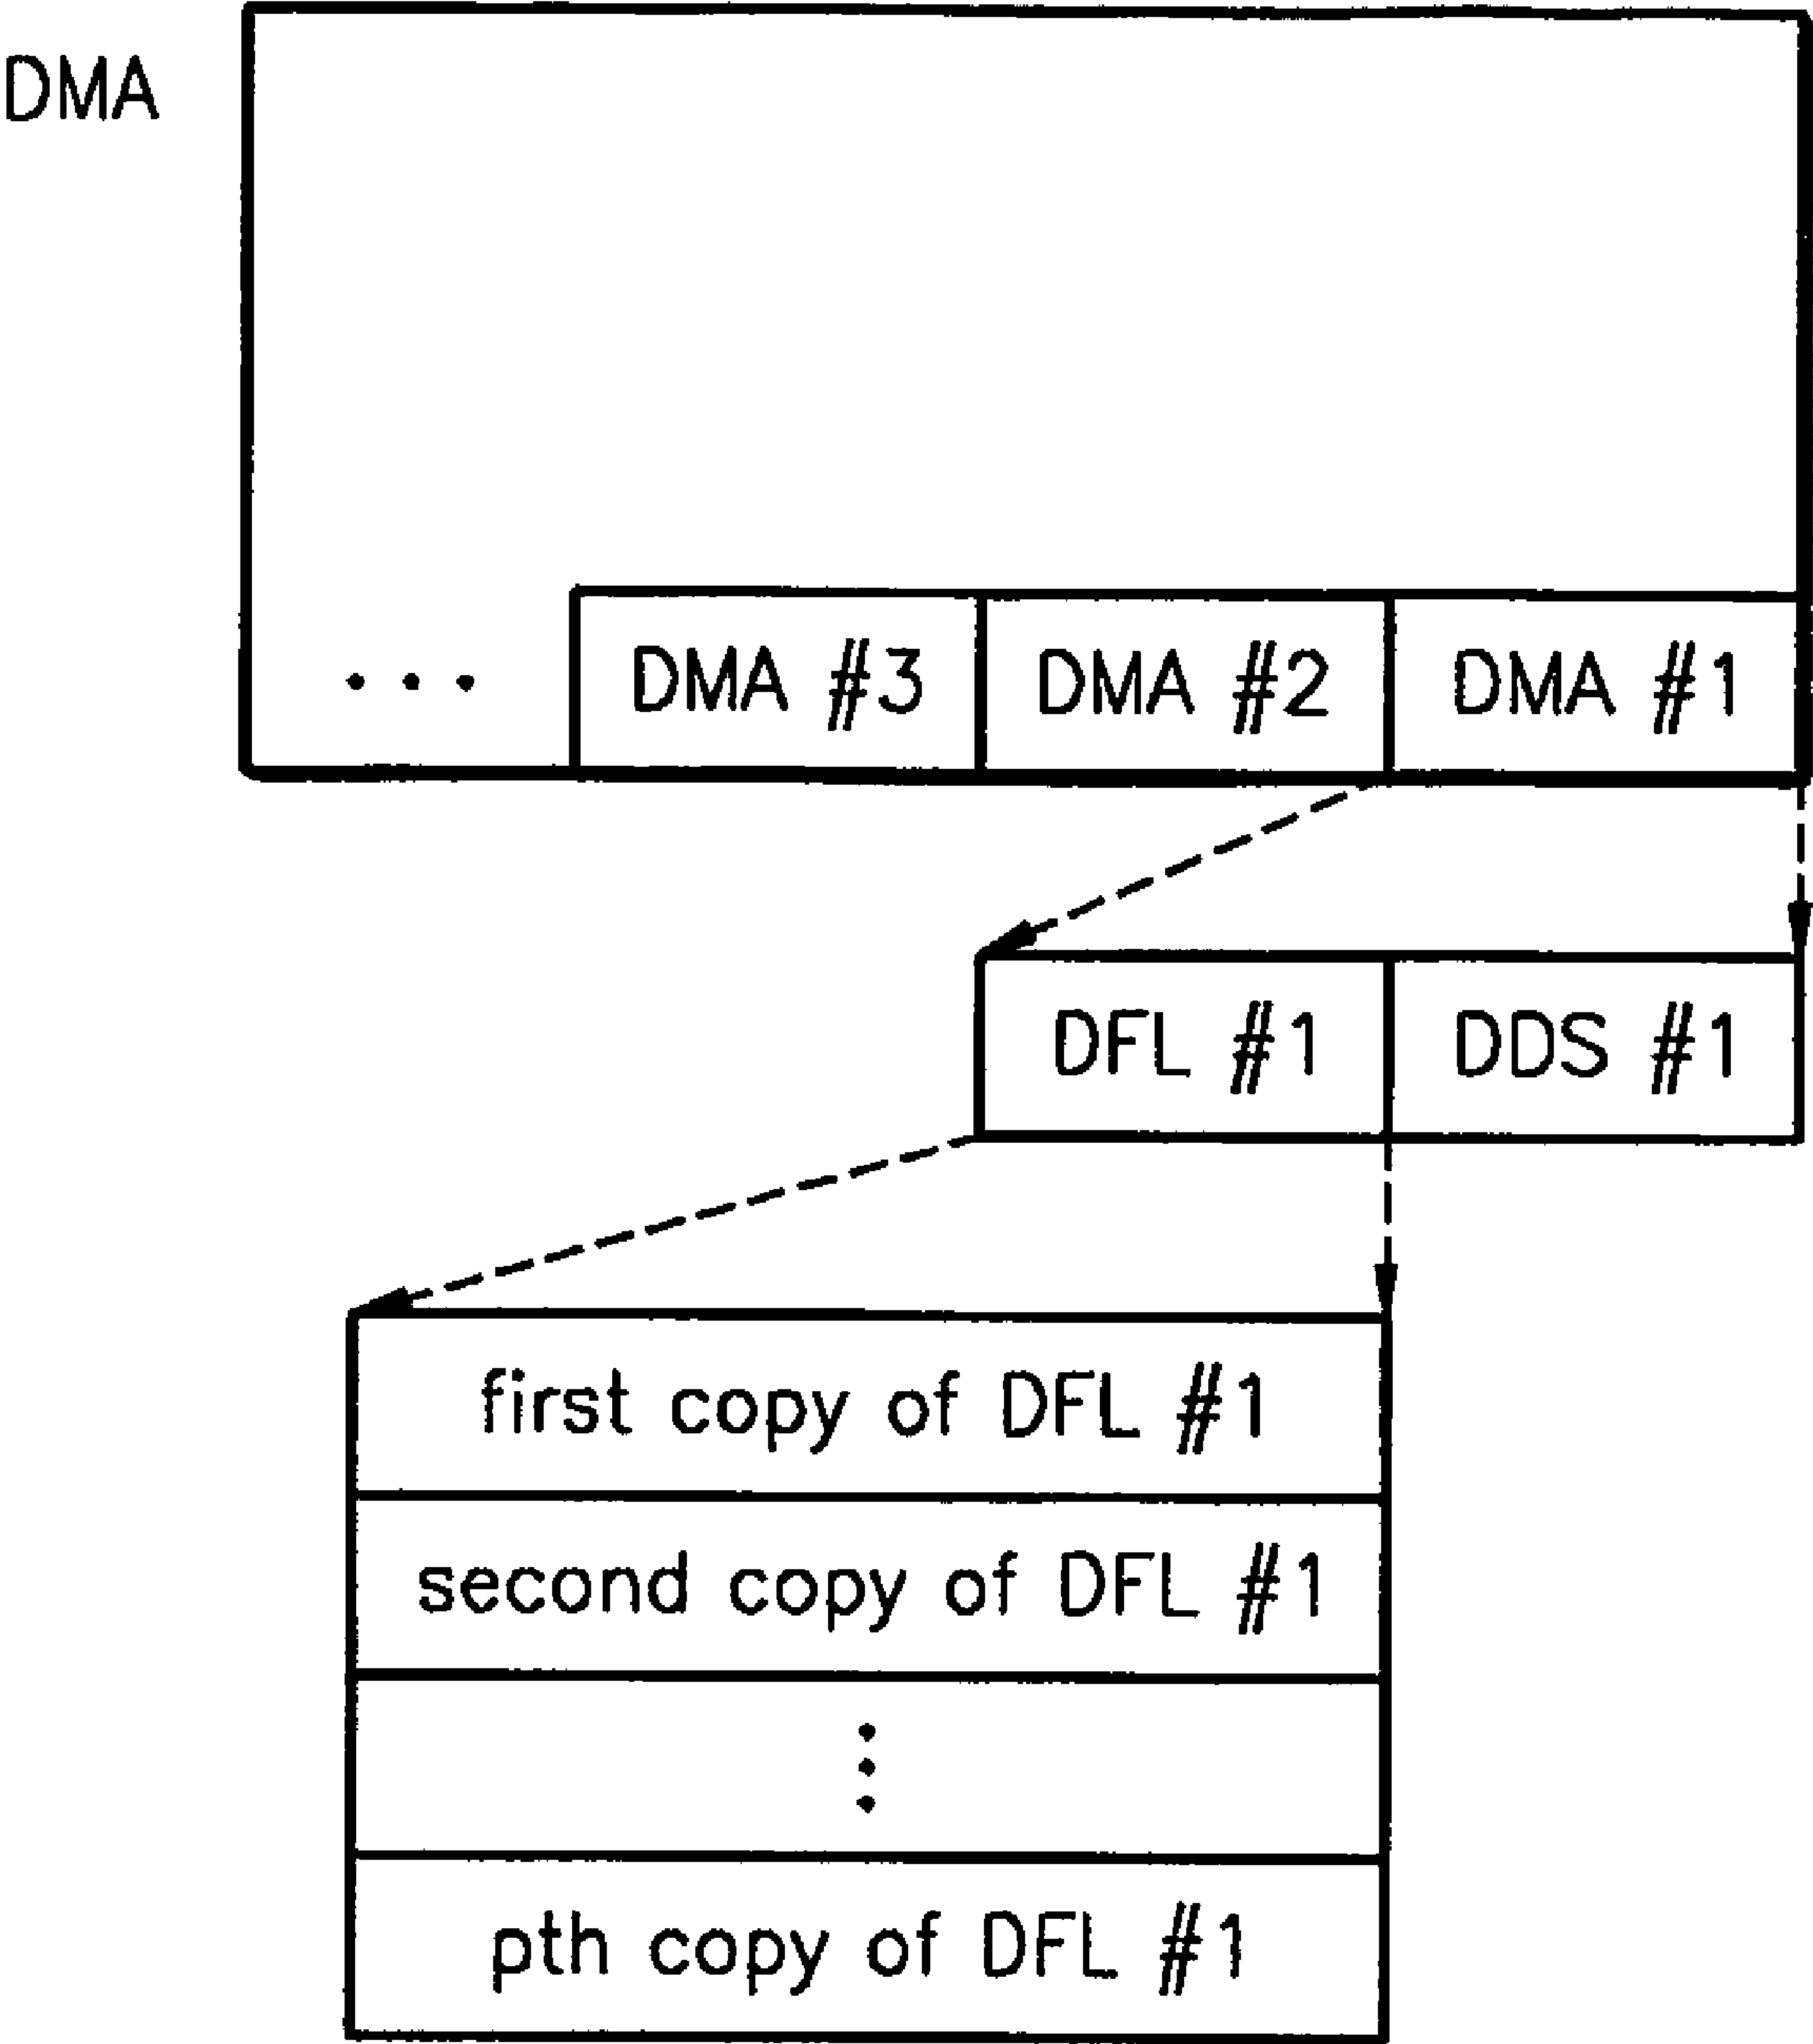 DMA
... DMA #3 DMA #2 DMA #1
DFL #1 DDS #1
first copy of DFL #1
second copy of DFL #1
⋮
pth copy of DFL #1